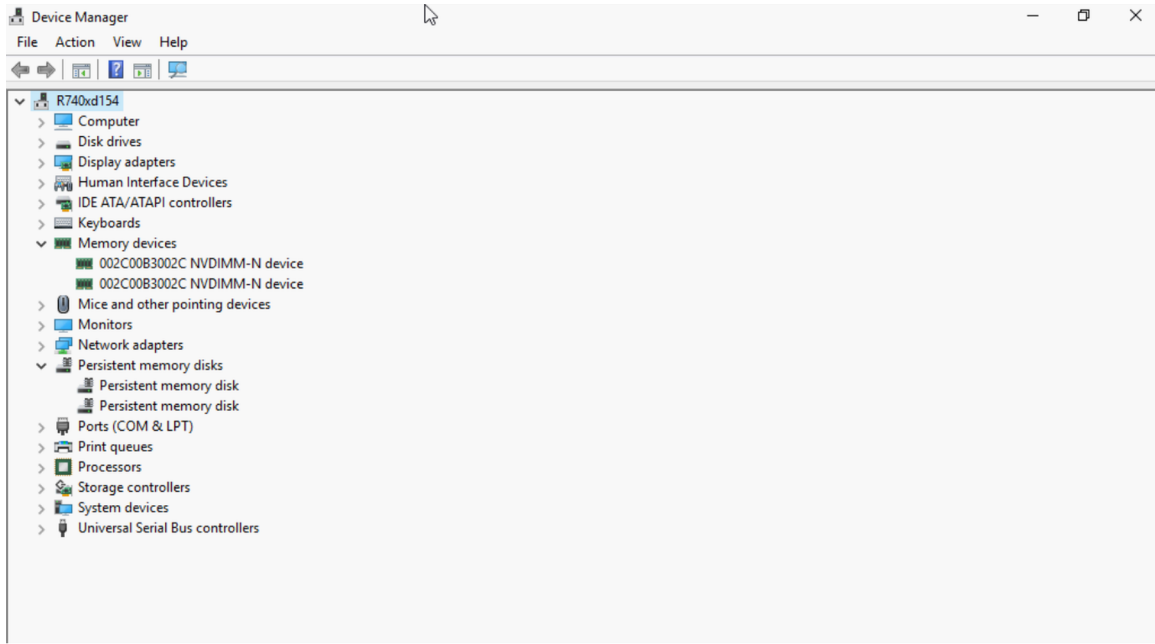 Device Manager
File Action View Help
R740xd154
Computer
Disk drives
Display adapters
Human Interface Devices
IDE ATA/ATAPI controllers
Keyboards
Memory devices
002C00B3002C NVDIMM-N device
002C00B3002C NVDIMM-N device
Mice and other pointing devices
Monitors
Network adapters
Persistent memory disks
Persistent memory disk
Persistent memory disk
Ports (COM & LPT)
Print queues
Processors
Storage controllers
System devices
Universal Serial Bus controllers